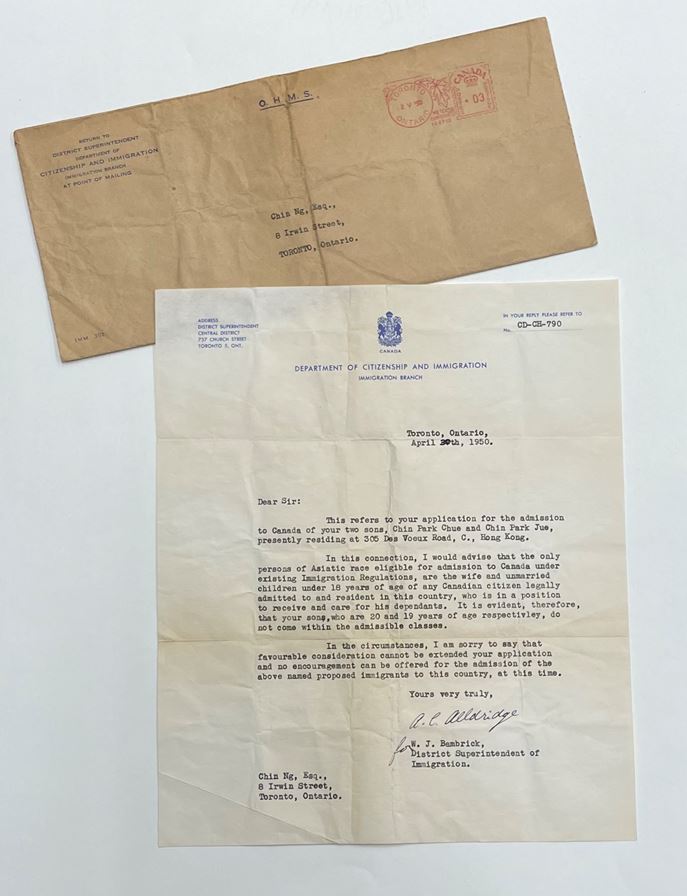 O. H. M. S.
TORONTO
2 V 50
ONTARIO
CANADA
03
RETURN TO
DISTRICT SUPERINTENDENT
DEPARTMENT OF
CITIZENSHIP AND IMMIGRATION
IMMIGRATION BRANCH
AT POINT OF MAILING
Chin Ng, Esq.,
8 Irwin Street,
TORONTO, Ontario.
ADDRESS
DISTRICT SUPERINTENDENT
CENTRAL DISTRICT
737 CHURCH STREET
TORONTO 5, ONT.
CANADA
IN YOUR REPLY PLEASE REFER TO
No. CD-CH-790
DEPARTMENT OF CITIZENSHIP AND IMMIGRATION
IMMIGRATION BRANCH
Toronto, Ontario,
April th, 1950.
Dear Sir:
This refers to your application for the admission
to Canada of your two sons, Chin Park Chue and Chin Park Jue,
presently residing at 305 Des Voeux Road, C., Hong Kong.
In this connection, I would advise that the only
persons of Asiatic race eligible for admission to Canada under
existing Immigration Regulations, are the wife and unmarried
children under 18 years of age of any Canadian citizen legally
admitted to and resident in this country, who is in a position
to receive and care for his dependants. It is evident, therefore,
that your sons,who are 20 and 19 years of age respectivley, do
not come within the admissible classes.
In the circumstances, I am sorry to say that
favourable consideration cannot be extended your application
and no encouragement can be offered for the admission of the
above named proposed immigrants to this country, at this time.
Yours very truly,
A. C. Alldridge
for W. J. Bambrick,
District Superintendent of
Immigration.
Chin Ng, Esq.,
8 Irwin Street,
Toronto, Ontario.